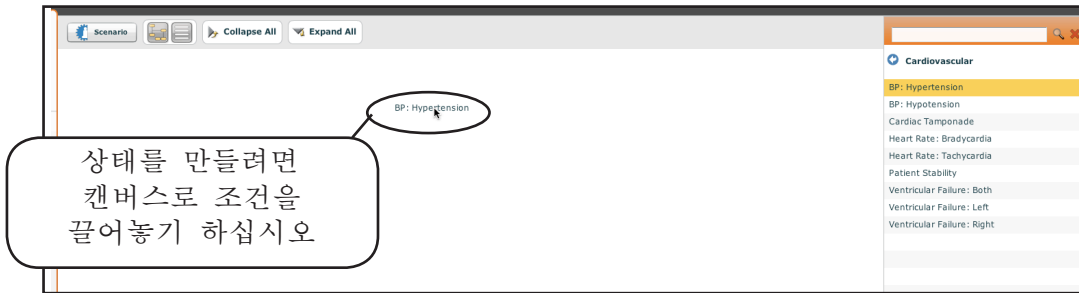 Scenario
Collapse All
Expand All
BP: Hypertension
상태를 만들려면
캔버스로 조건을
끌어놓기 하십시오
Cardiovascular
BP: Hypertension
BP: Hypotension
Cardiac Tamponade
Heart Rate: Bradycardia
Heart Rate: Tachycardia
Patient Stability
Ventricular Failure: Both
Ventricular Failure: Left
Ventricular Failure: Right